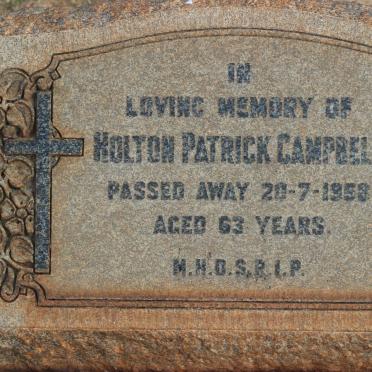 IN
LOVING MEMORY OF
HOLTON PATRICK CAMPBEL
PASSED AWAY 20-7-1958
AGED 63 YEARS.
M.H.O.S.R.I.P.